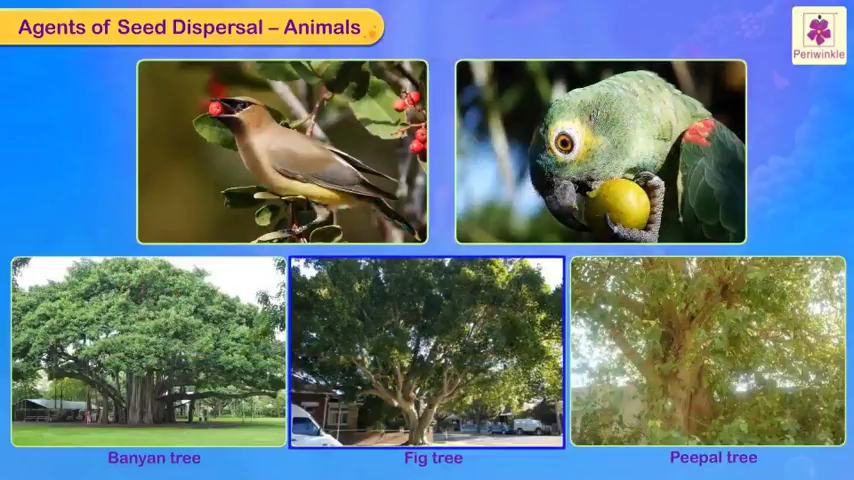 Agents of Seed Dispersal – Animals
Periwinkle
Banyan tree
Fig tree
Peepal tree